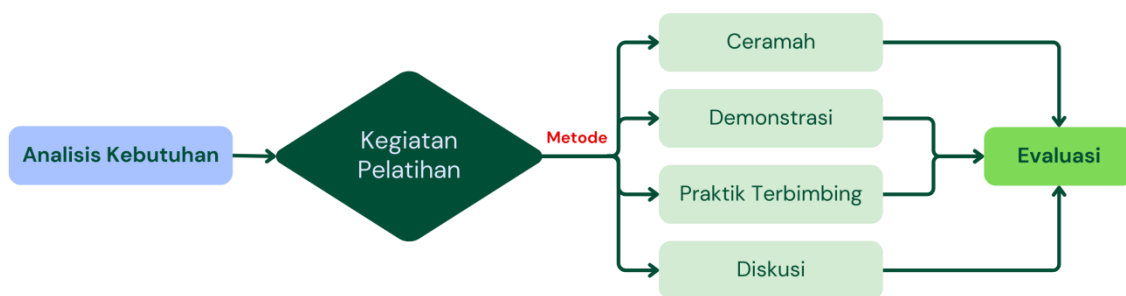 Analisis Kebutuhan
Kegiatan
Pelatihan
Metode
Ceramah
Demonstrasi
Praktik Terbimbing
Diskusi
Evaluasi